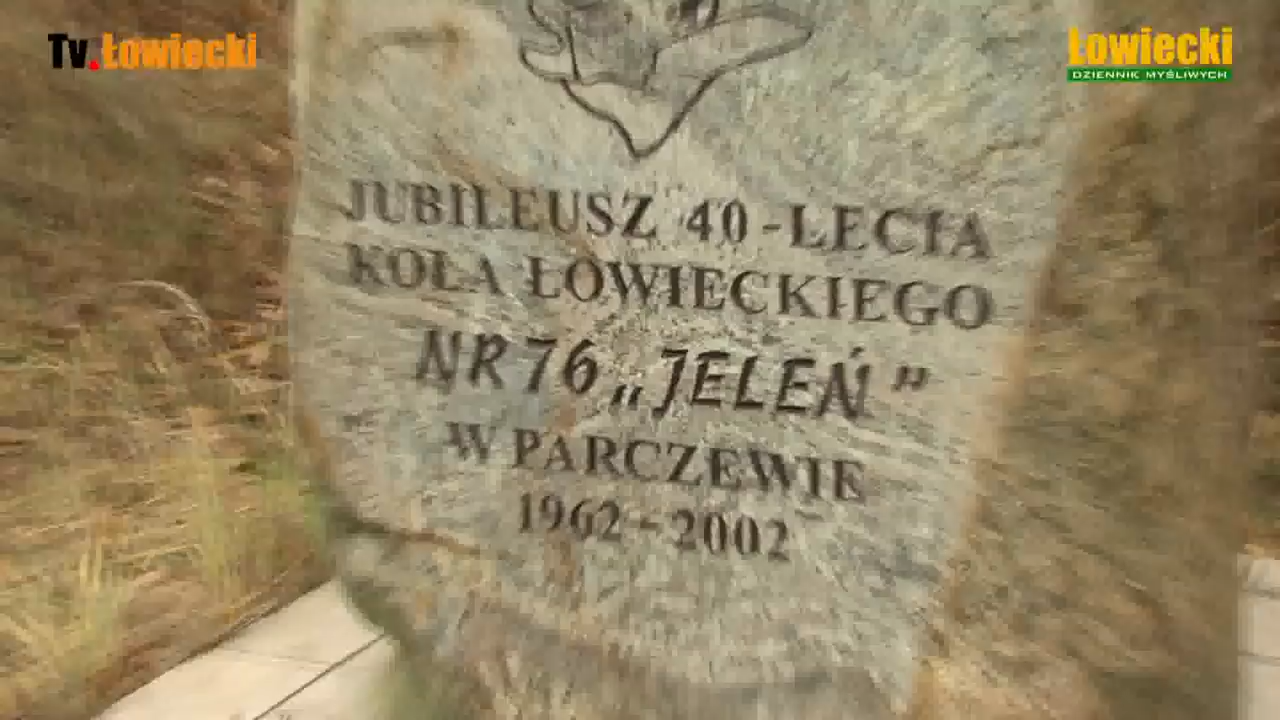 Tv.Łowiecki
Łowiecki
DZIENNIK MYŚLIWYCH
JUBILEUSZ 40-LECIA
KOŁA ŁOWIECKIEGO
NR 76 „JELEŃ”
W PARCZEWIE
1962-2002